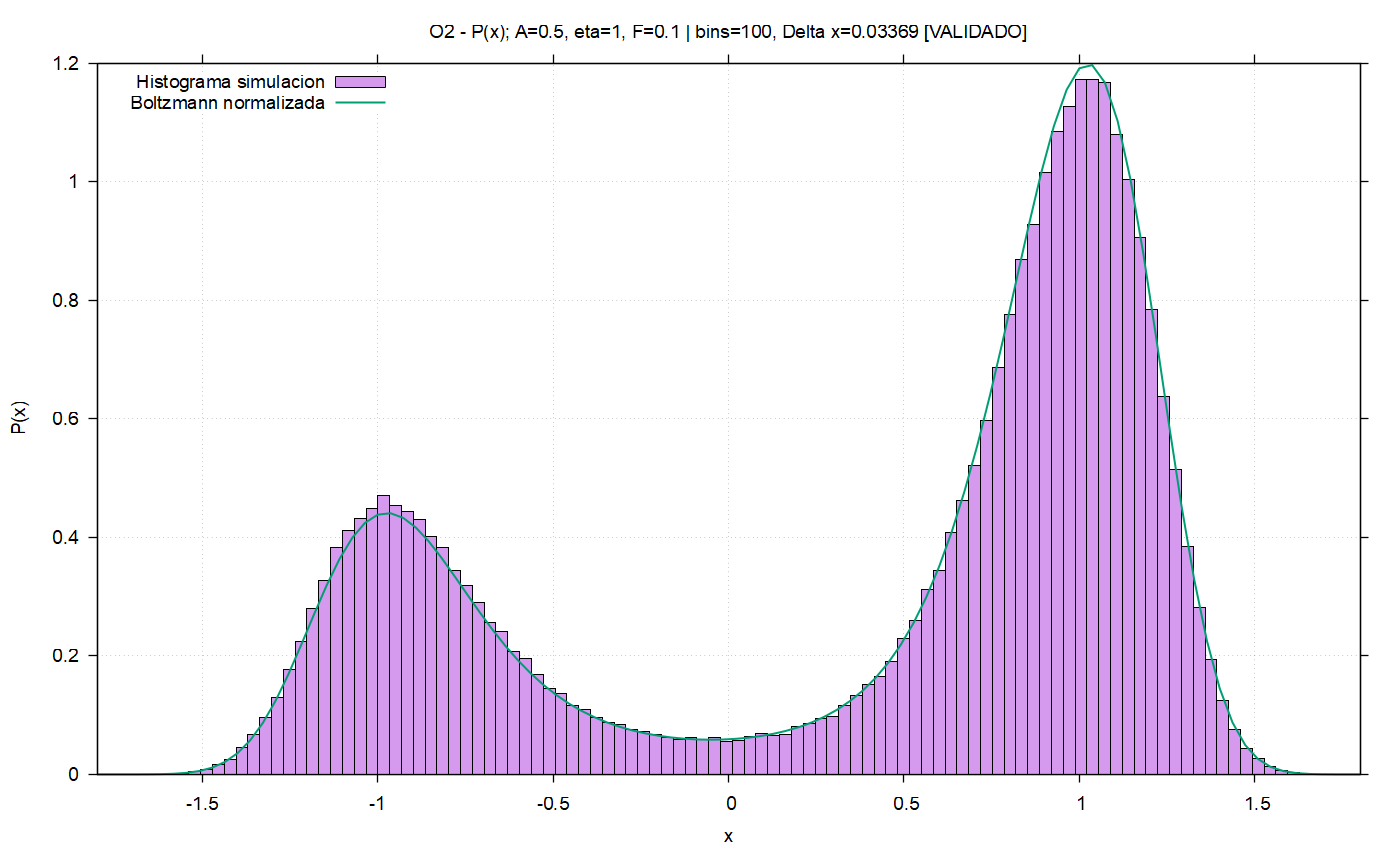 O2 - P(x); A=0.5, eta=1, F=0.1 | bins=100, Delta x=0.03369 [VALIDADO]
Histograma simulacion
Boltzmann normalizada
1.2
1
0.8
0.6
0.4
0.2
0
P(x)
-1.5
-1
-0.5
0
0.5
1
1.5
x